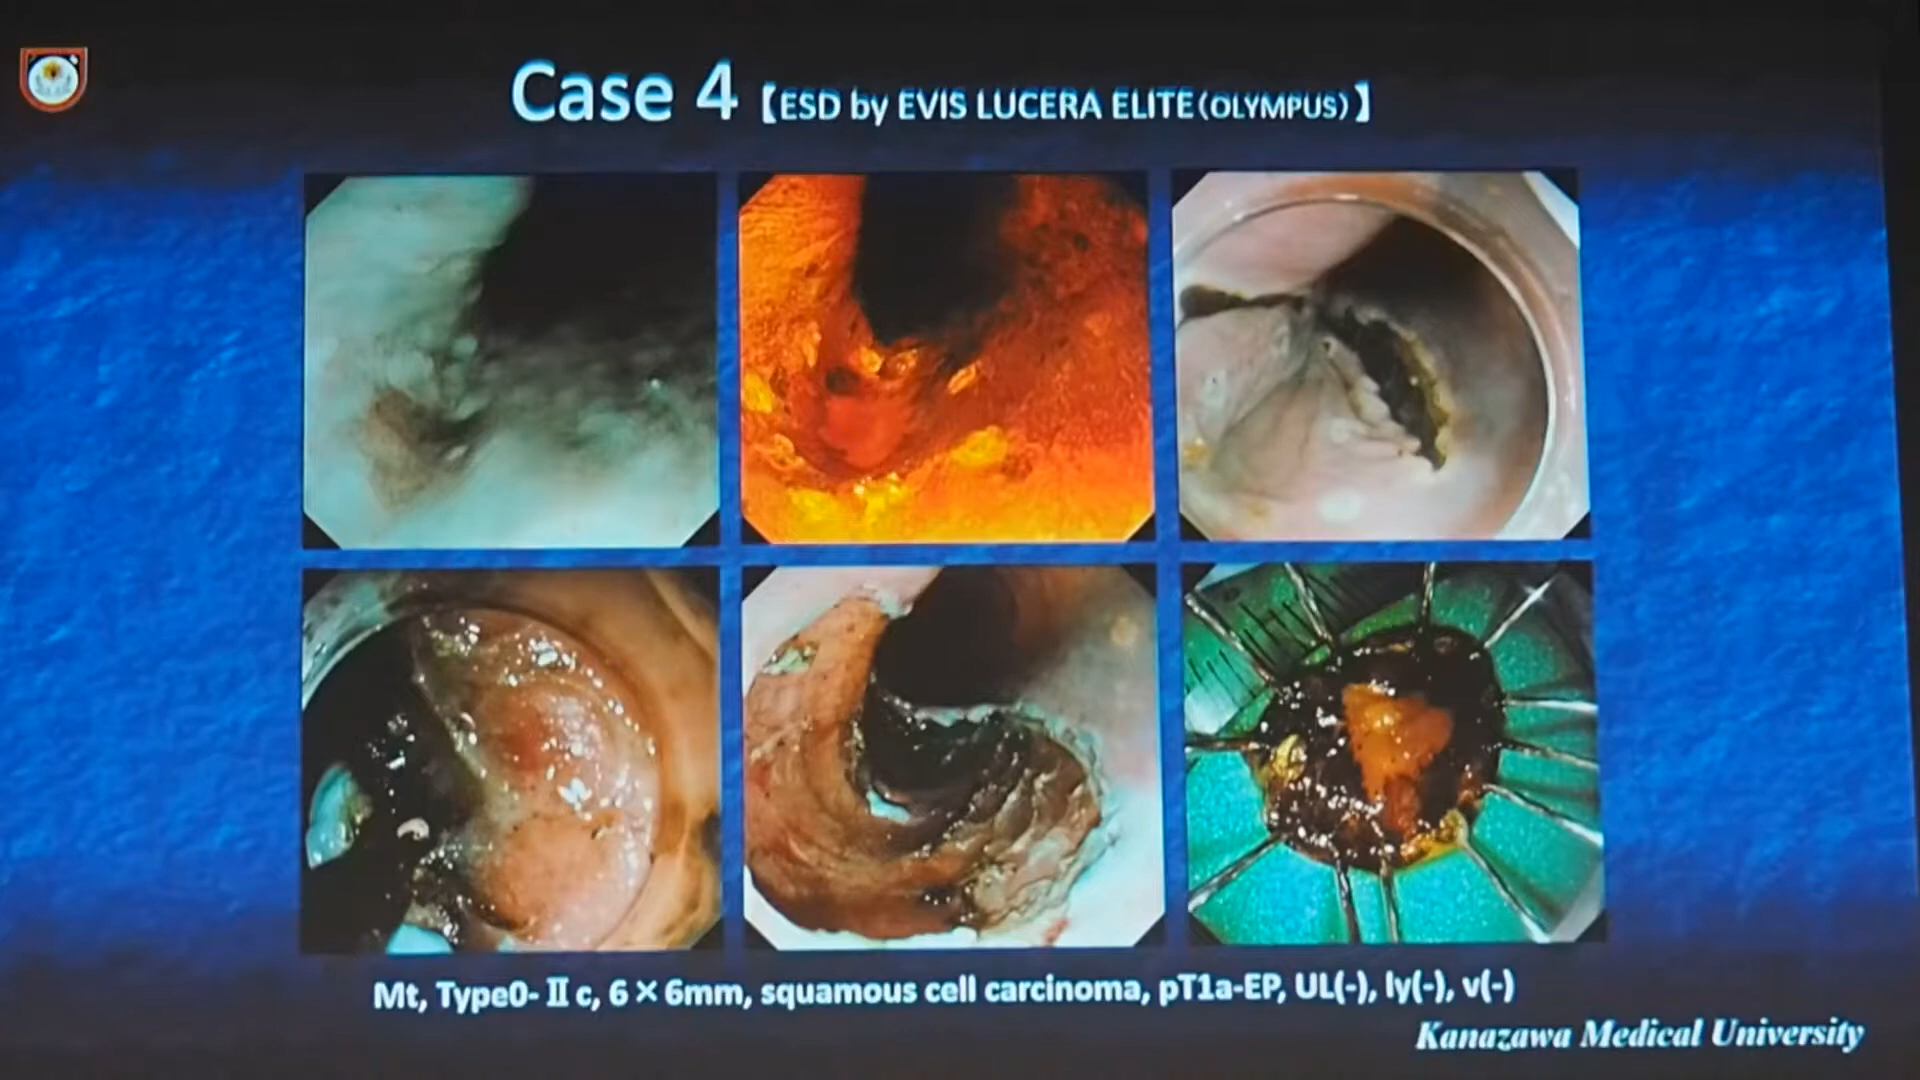 Case 4【ESD by EVIS LUCERA ELITE(OLYMPUS)】
Mt, Type0-Ⅱc, 6×6mm, squamous cell carcinoma, pT1a-EP, UL(-), ly(-), v(-)
Kanazawa Medical University